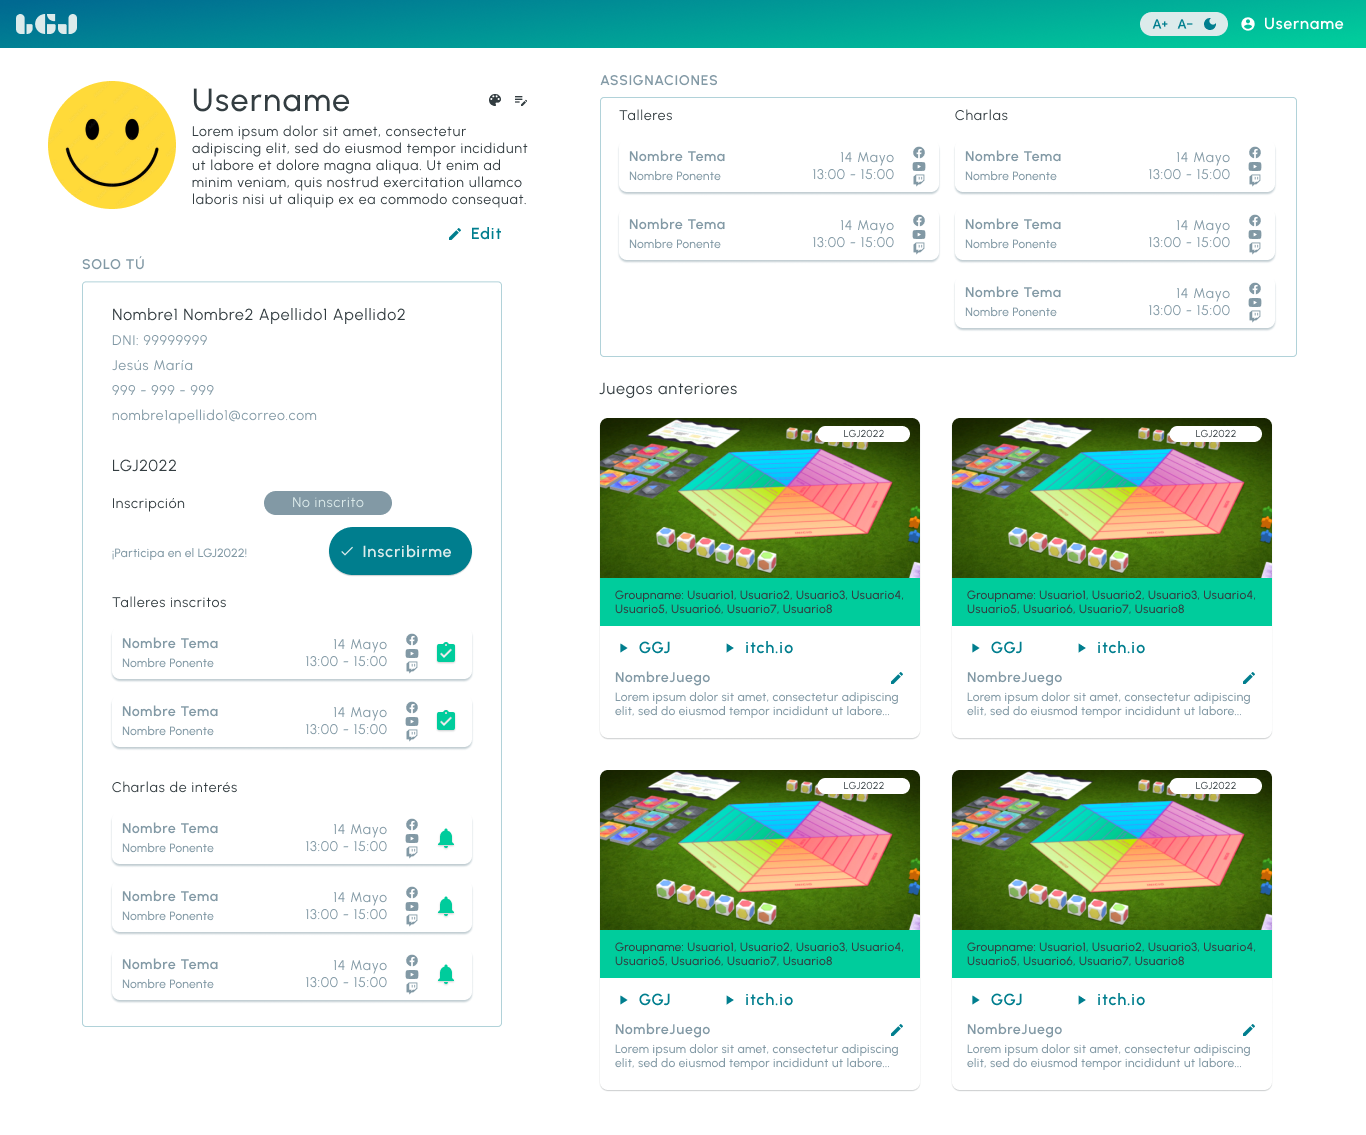 LGJ
A+ A-
Username
Username
Lorem ipsum dolor sit amet, consectetur
adipiscing elit, sed do eiusmod tempor incididunt
ut labore et dolore magna aliqua. Ut enim ad
minim veniam, quis nostrud exercitation ullamco
laboris nisi ut aliquip ex ea commodo consequat.
Edit
SOLO TÚ
Nombre1 Nombre2 Apellido1 Apellido2
DNI: 99999999
Jesús María
999 - 999 - 999
nombre1apellido1@correo.com
LGJ2022
Inscripción
No inscrito
¡Participa en el LGJ2022!
Inscribirme
Talleres inscritos
Nombre Tema
Nombre Ponente
14 Mayo
13:00 - 15:00
Nombre Tema
Nombre Ponente
14 Mayo
13:00 - 15:00
Charlas de interés
Nombre Tema
Nombre Ponente
14 Mayo
13:00 - 15:00
Nombre Tema
Nombre Ponente
14 Mayo
13:00 - 15:00
Nombre Tema
Nombre Ponente
14 Mayo
13:00 - 15:00
ASSIGNACIONES
Talleres
Nombre Tema
Nombre Ponente
14 Mayo
13:00 - 15:00
Nombre Tema
Nombre Ponente
14 Mayo
13:00 - 15:00
Charlas
Nombre Tema
Nombre Ponente
14 Mayo
13:00 - 15:00
Nombre Tema
Nombre Ponente
14 Mayo
13:00 - 15:00
Nombre Tema
Nombre Ponente
14 Mayo
13:00 - 15:00
Juegos anteriores
LGJ2022
Groupname: Usuario1, Usuario2, Usuario3, Usuario4,
Usuario5, Usuario6, Usuario7. Usuario8
GGJ
itch.io
NombreJuego
Lorem ipsum dolor sit amet, consectetur adipiscing
elit, sed do eiusmod tempor incididunt ut labore...
LGJ2022
Groupname: Usuario1, Usuario2, Usuario3, Usuario4,
Usuario5, Usuario6, Usuario7. Usuario8
GGJ
itch.io
NombreJuego
Lorem ipsum dolor sit amet, consectetur adipiscing
elit, sed do eiusmod tempor incididunt ut labore...
LGJ2022
Groupname: Usuario1, Usuario2, Usuario3, Usuario4,
Usuario5, Usuario6, Usuario7. Usuario8
GGJ
itch.io
NombreJuego
Lorem ipsum dolor sit amet, consectetur adipiscing
elit, sed do eiusmod tempor incididunt ut labore...
LGJ2022
Groupname: Usuario1, Usuario2, Usuario3, Usuario4,
Usuario5, Usuario6, Usuario7. Usuario8
GGJ
itch.io
NombreJuego
Lorem ipsum dolor sit amet, consectetur adipiscing
elit, sed do eiusmod tempor incididunt ut labore...